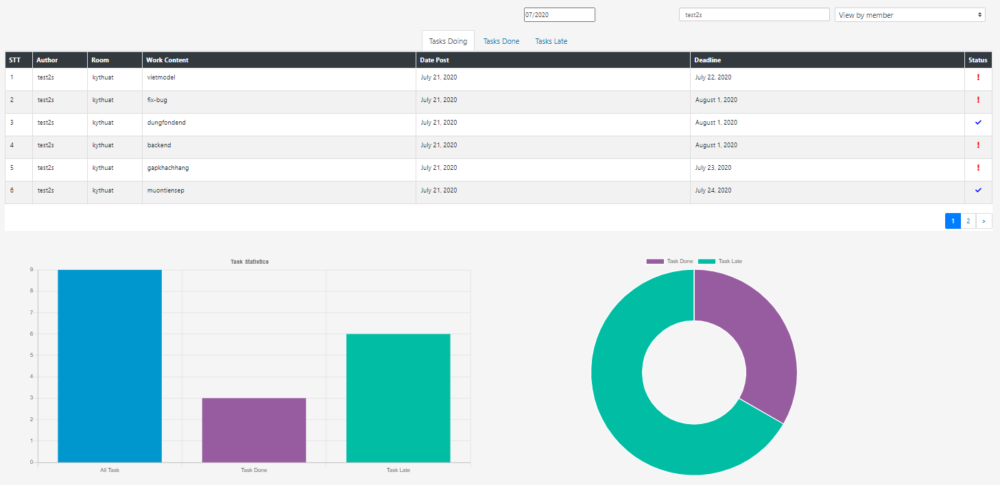 07/2020 test2s View by member
Tasks Doing Tasks Done Tasks Late
STT Author Room Work Content Date Post Deadline Status
1 test2s kythuat vietmodel July 21, 2020 July 22, 2020 !
2 test2s kythuat fix-bug July 21, 2020 August 1, 2020 !
3 test2s kythuat dungfondend July 21, 2020 August 1, 2020 ✓
4 test2s kythuat backend July 21, 2020 August 1, 2020 !
5 test2s kythuat gapkhachhang July 21, 2020 July 23, 2020 !
6 test2s kythuat muontiensep July 21, 2020 July 24, 2020 ✓
1 2 >
Task Statistics
9
8
7
6
5
4
3
2
1
0
All Task Task Done Task Late
Task Done Task Late